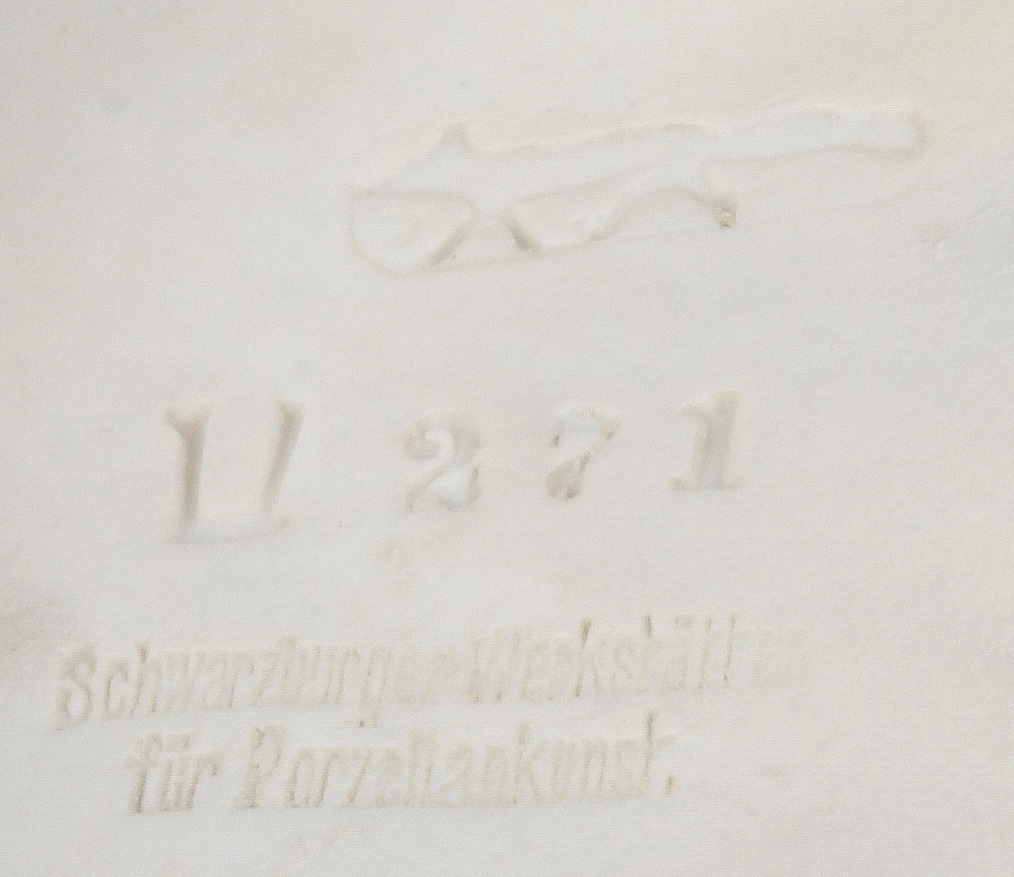 U 271
Schwarzburger Werkstätten
für Porzellankunst.